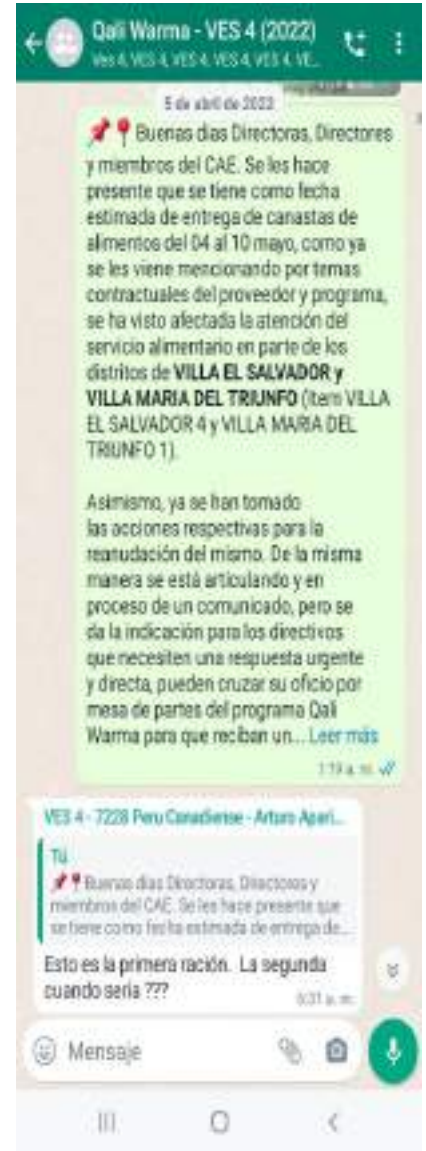 Qali Warma - VES 4 (2022)
Ves 4, VES 4, VES 4, VES 4, VES 4, VE...
5 de abril de 2022
📌📍Buenas dias Directoras, Directores
y miembros del CAE. Se les hace
presente que se tiene como fecha
estimada de entrega de canastas de
alimentos del 04 al 10 mayo, como ya
se les viene mencionando por temas
contractuales del proveedor y programa,
se ha visto afectada la atención del
servicio alimentario en parte de los
distritos de VILLA EL SALVADOR y
VILLA MARIA DEL TRIUNFO (Item VILLA
EL SALVADOR 4 y VILLA MARIA DEL
TRIUNFO 1).
Asimismo, ya se han tomado
las acciones respectivas para la
reanudación del mismo. De la misma
manera se está articulando y en
proceso de un comunicado, pero se
da la indicación para los directivos
que necesiten una respuesta urgente
y directa, pueden cruzar su oficio por
mesa de partes del programa Qali
Warma para que reciban un... Leer más
1:19 a. m.
VES 4 - 7228 Peru Canadiense - Arturo Apari...
Tú
📌📍Buenas dias Directoras, Directores y
miembros del CAE. Se les hace presente que
se tiene como fecha estimada de entrega de...
Esto es la primera ración. La segunda
cuando seria ???
6:31 a. m.
Mensaje